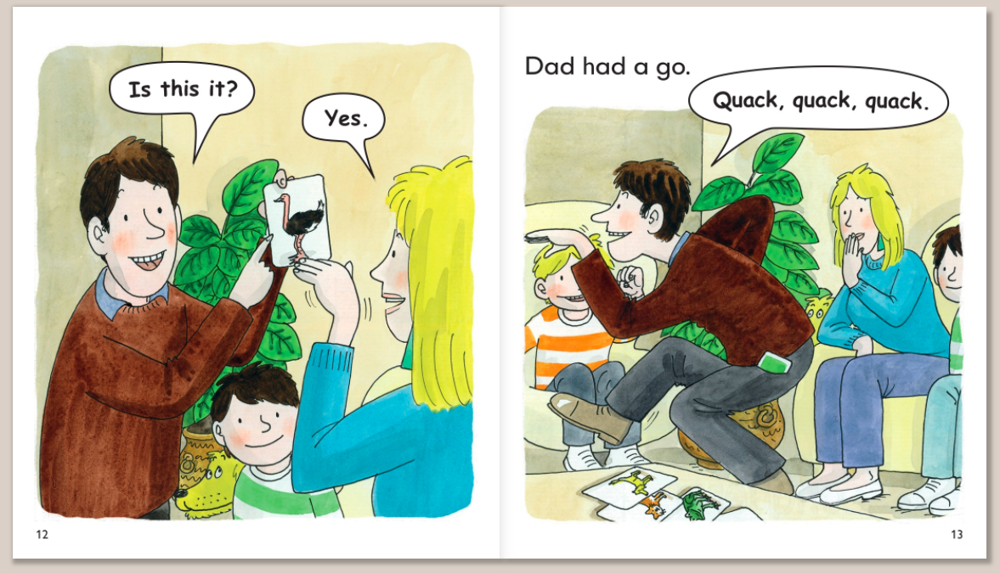 Is this it?
Yes.
12
Dad had a go.
Quack, quack, quack.
13